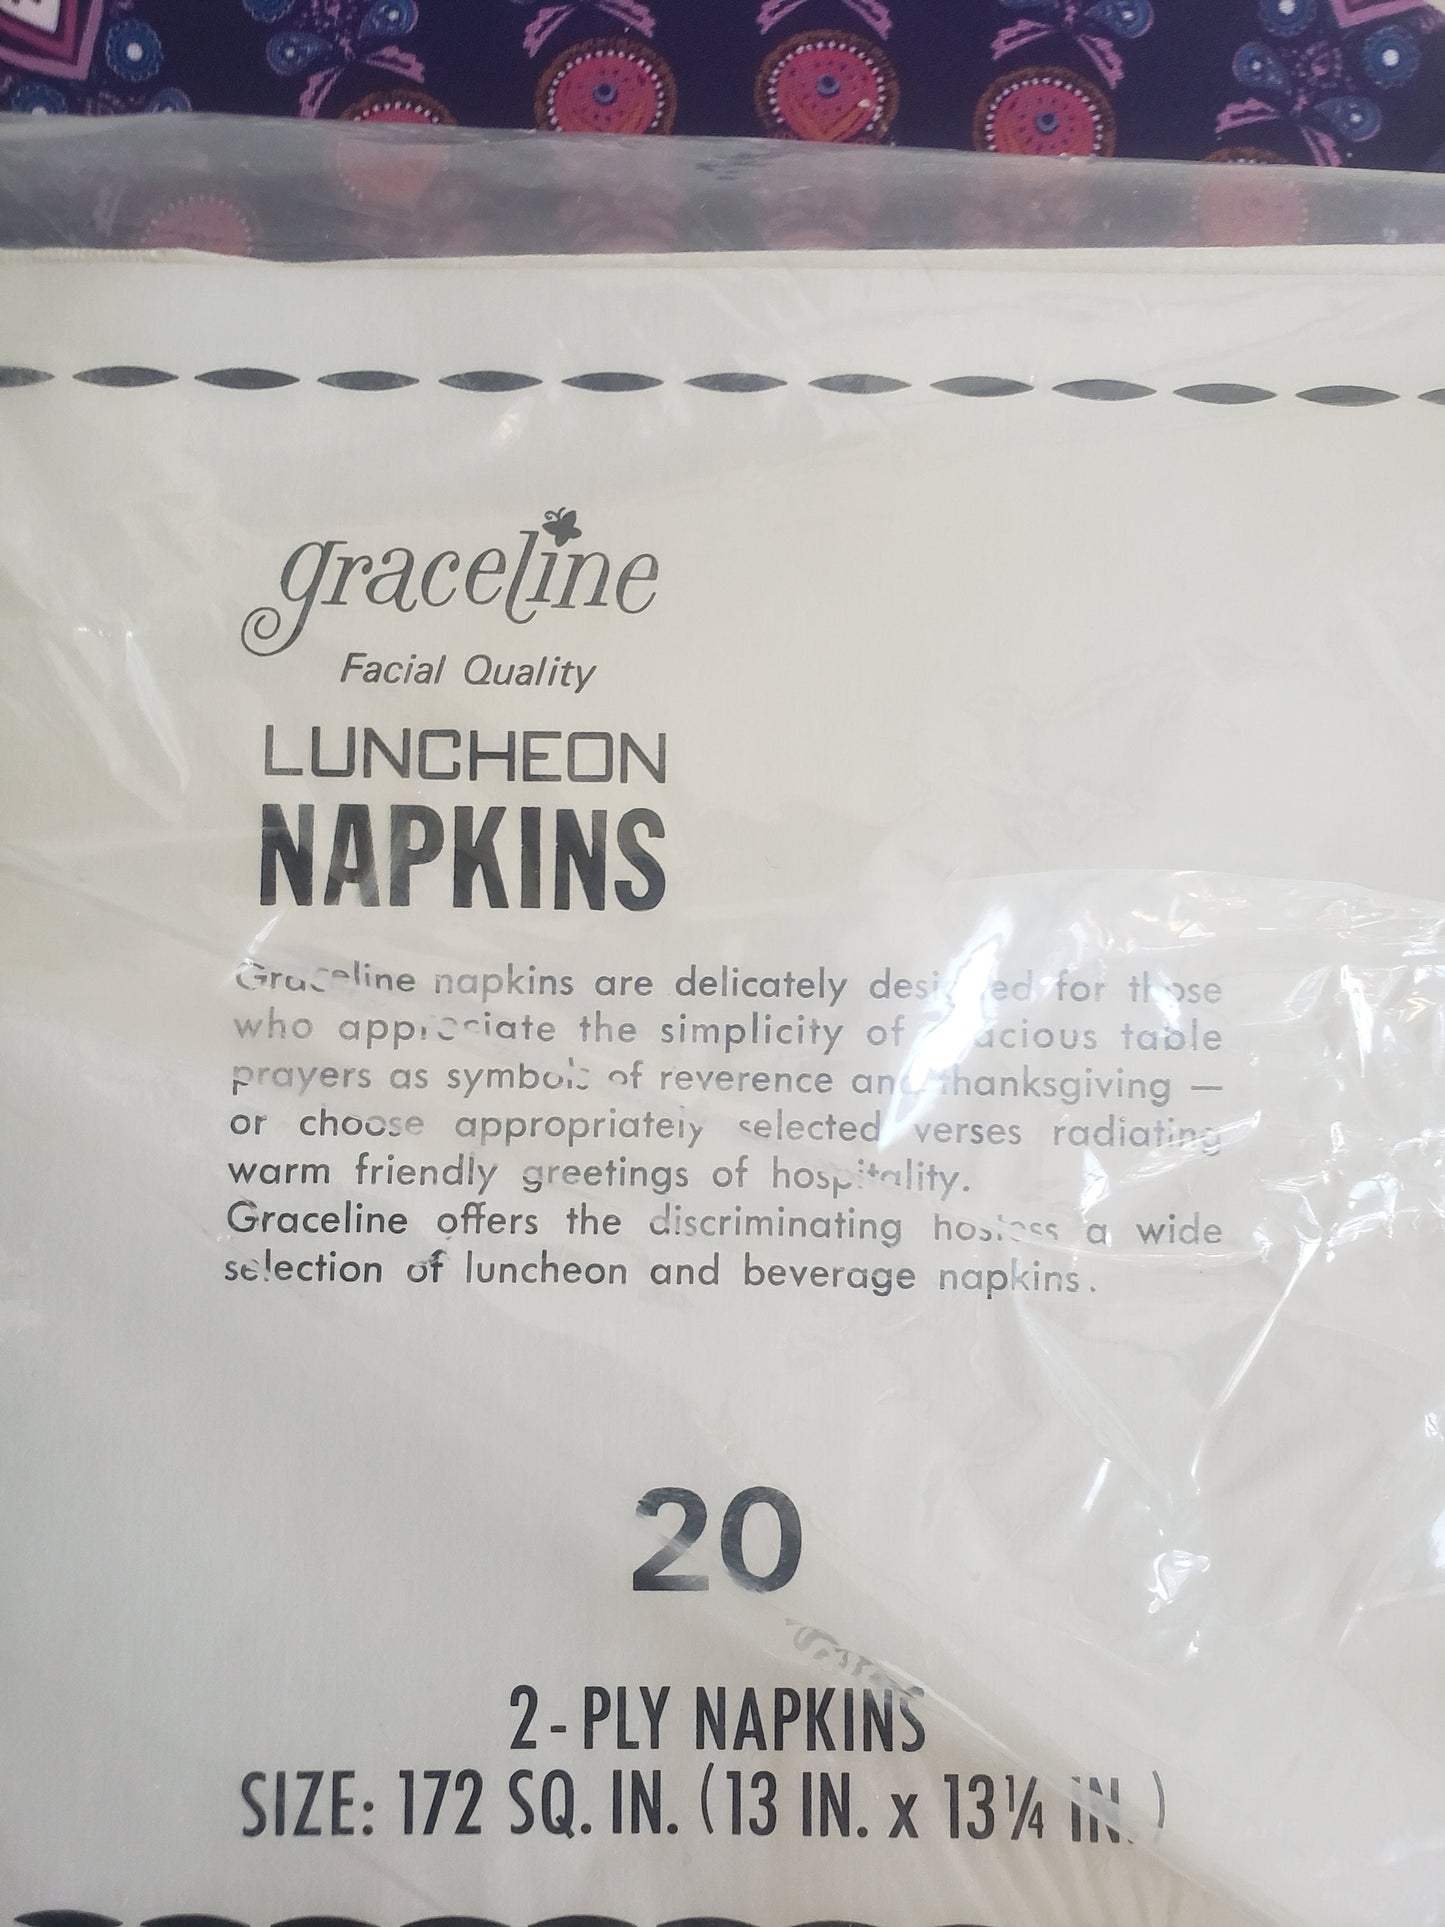 graceline
Facial Quality
LUNCHEON
NAPKINS
Graceline napkins are delicately designed for those
who appreciate the simplicity of gracious table
prayers as symbols of reverence and thanksgiving —
or choose appropriately selected verses radiating
warm friendly greetings of hospitality.
Graceline offers the discriminating hostess a wide
selection of luncheon and beverage napkins.
20
2-PLY NAPKINS
SIZE: 172 SQ. IN. (13 IN. x 13¼ IN.)